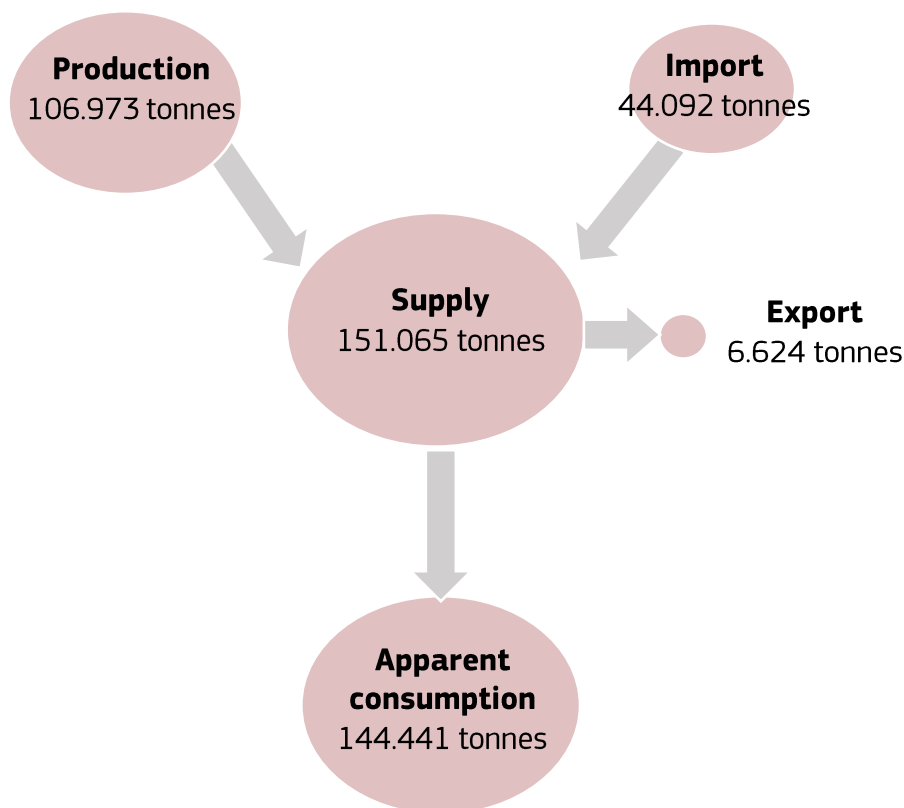 Production
106.973 tonnes
Import
44.092 tonnes
Supply
151.065 tonnes
Export
6.624 tonnes
Apparent
consumption
144.441 tonnes